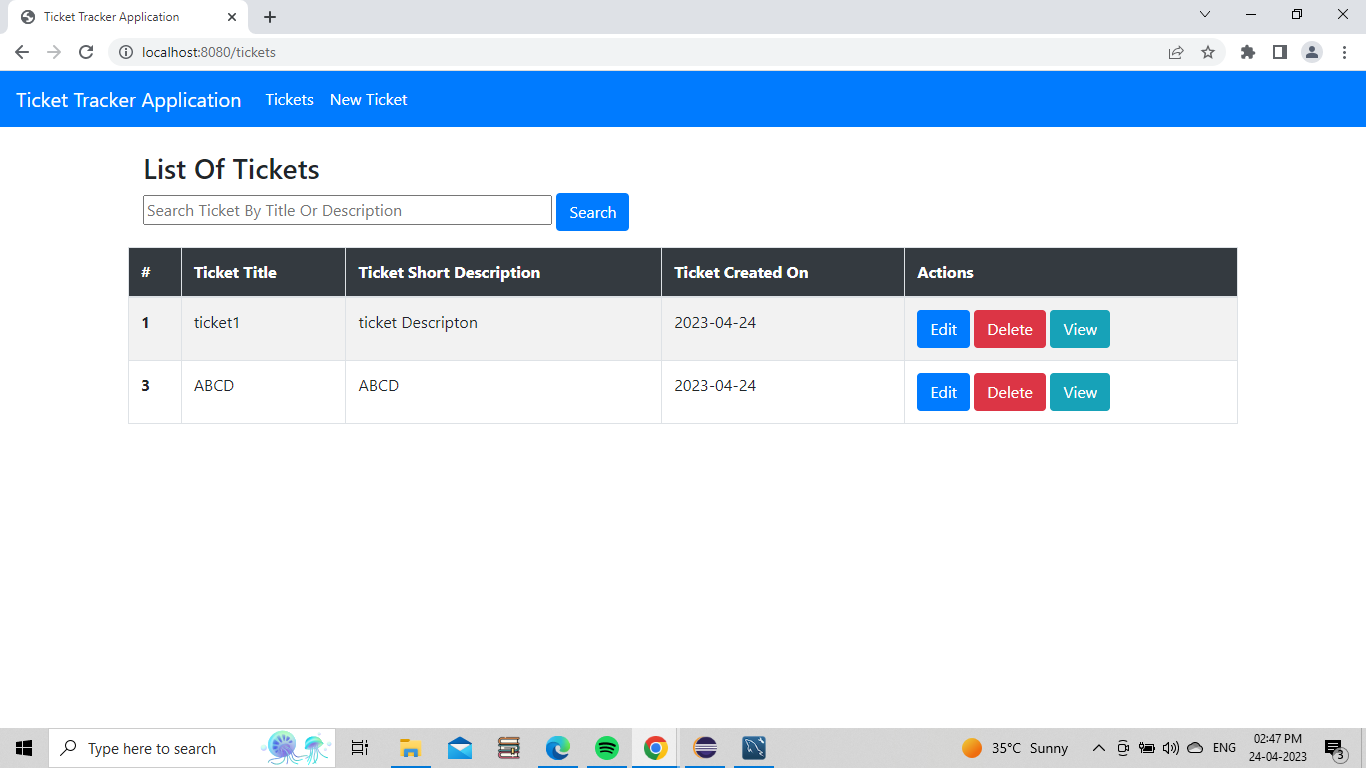 Ticket Tracker Application
localhost:8080/tickets
Ticket Tracker Application Tickets New Ticket
List Of Tickets
Search Ticket By Title Or Description Search
# Ticket Title Ticket Short Description Ticket Created On Actions
1 ticket1 ticket Descripton 2023-04-24 Edit Delete View
3 ABCD ABCD 2023-04-24 Edit Delete View
Type here to search 35°C Sunny ENG 02:47 PM
24-04-2023 3